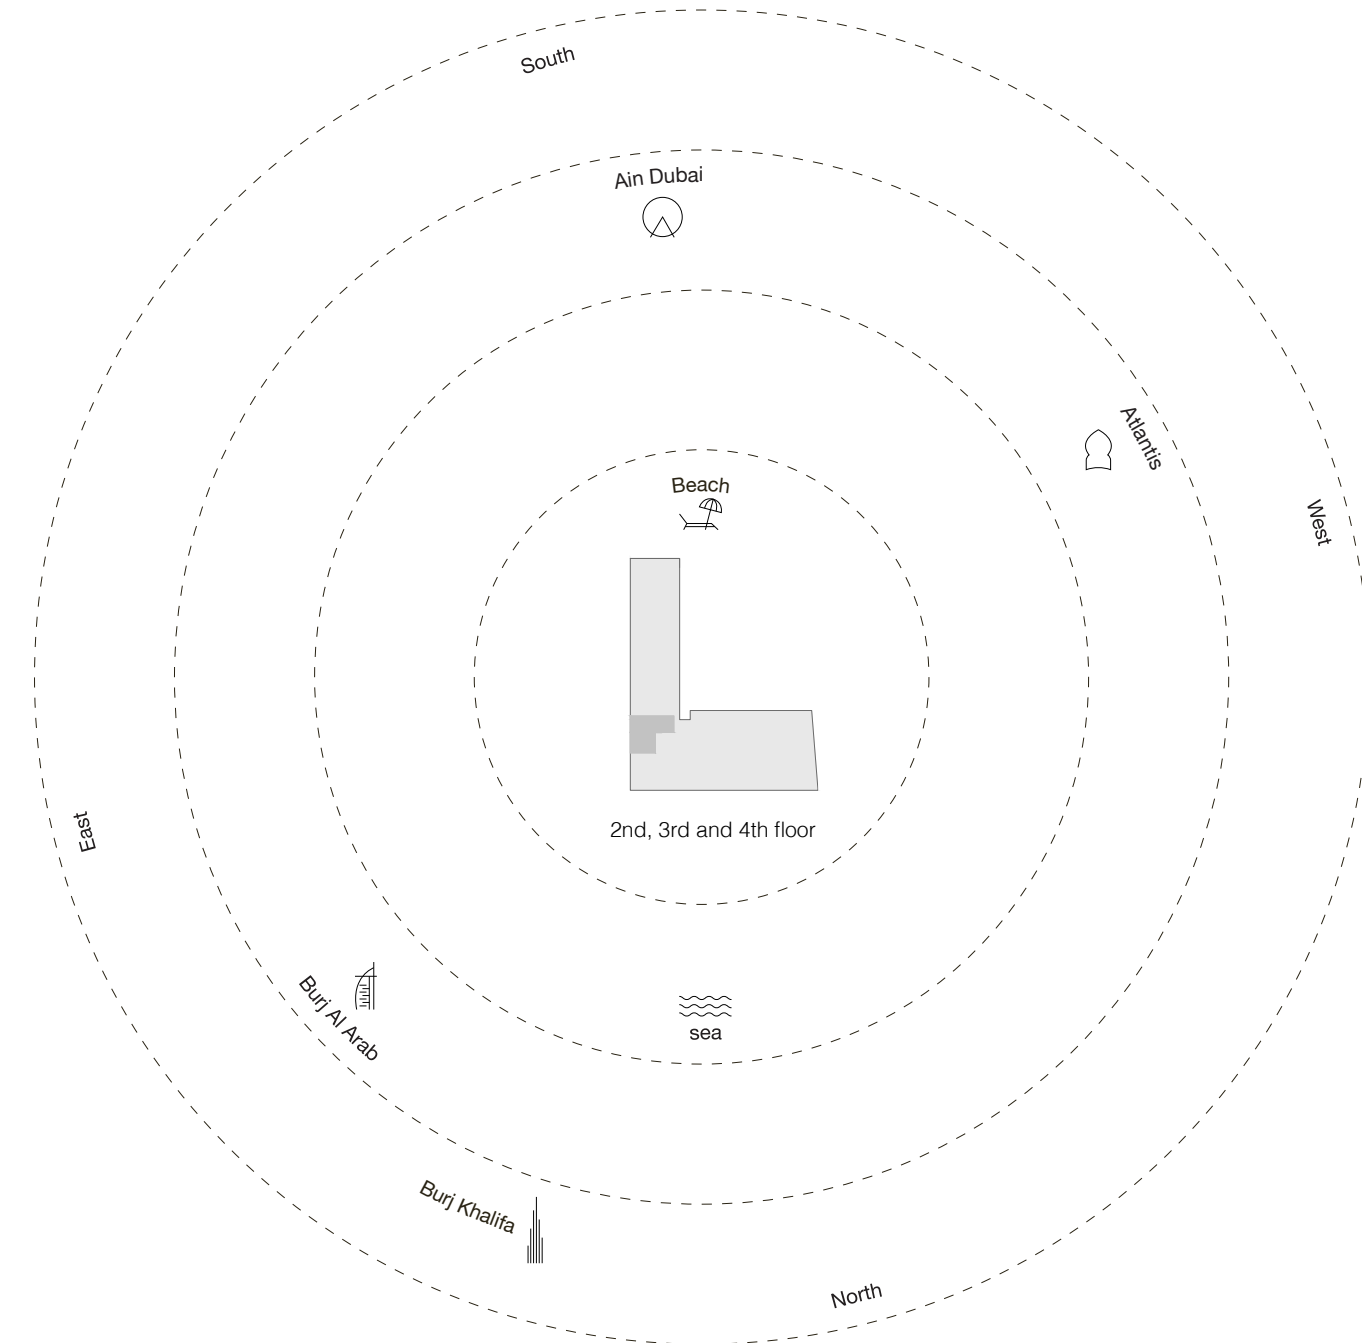 South
Ain Dubai
Atlantis
Beach
West
2nd, 3rd and 4th floor
East
Burj Al Arab
sea
Burj Khalifa
North